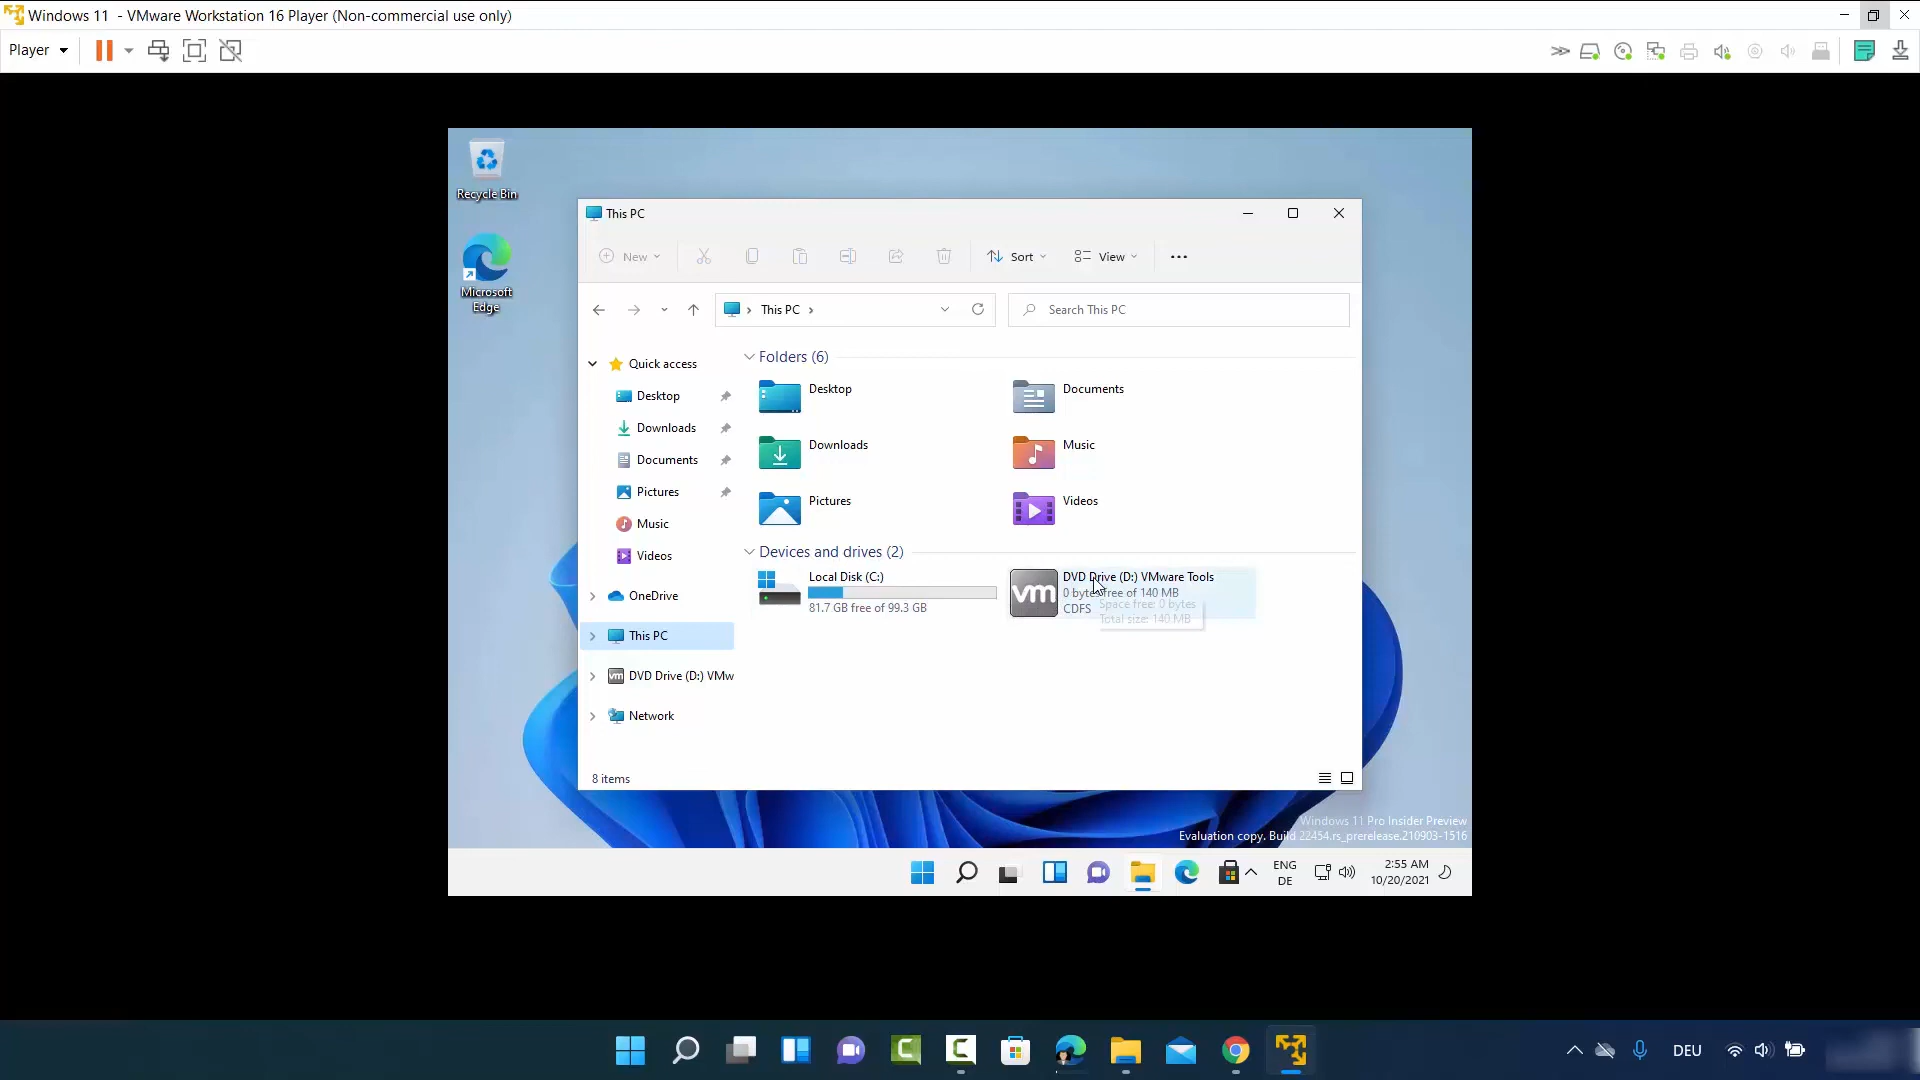 Windows 11 - VMware Workstation 16 Player (Non-commercial use only)
Player
Recycle Bin
Microsoft
Edge
This PC
New
Sort
View
This PC
Search This PC
Quick access
Desktop
Downloads
Documents
Pictures
Music
Videos
OneDrive
This PC
DVD Drive (D:) VMw
Network
Folders (6)
Desktop
Documents
Downloads
Music
Pictures
Videos
Devices and drives (2)
Local Disk (C:)
81.7 GB free of 99.3 GB
vm
DVD Drive (D:) VMware Tools
0 bytes free of 140 MB
CDFS
Space free: 0 bytes
Total size: 140 MB
8 items
Windows 11 Pro Insider Preview
Evaluation copy. Build 22454.rs_prerelease.210903-1516
ENG
DE
2:55 AM
10/20/2021
DEU